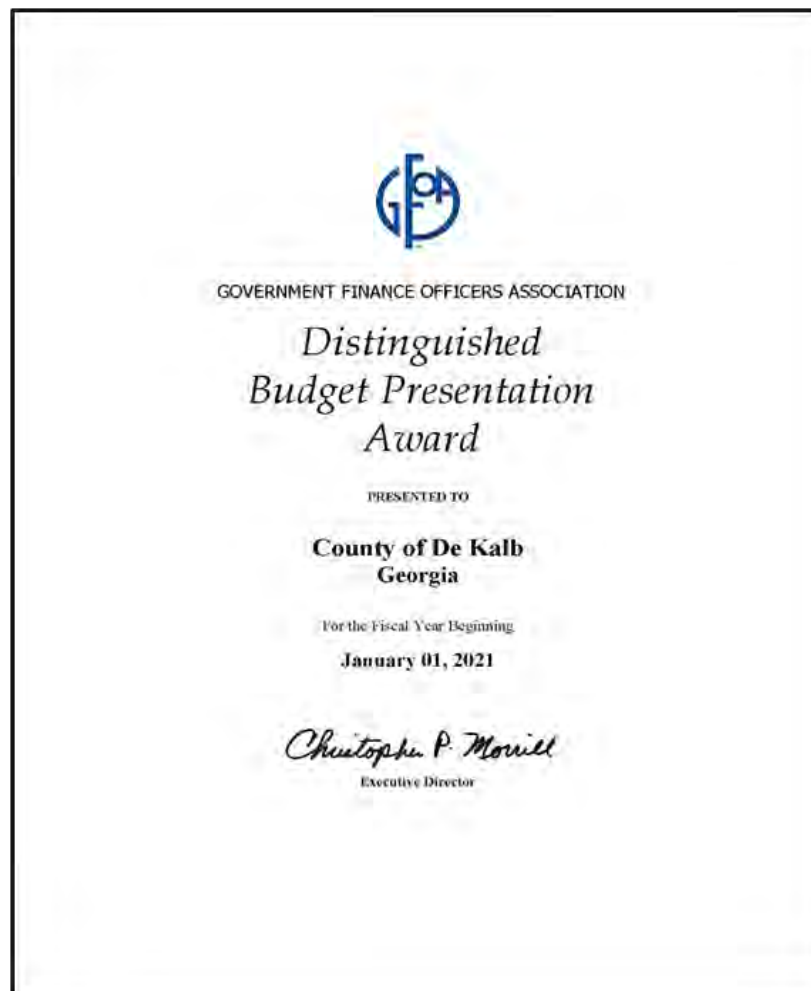 GFOA
GOVERNMENT FINANCE OFFICERS ASSOCIATION
Distinguished
Budget Presentation
Award
PRESENTED TO
County of De Kalb
Georgia
For the Fiscal Year Beginning
January 01, 2021
Christopher P. Morrill
Executive Director